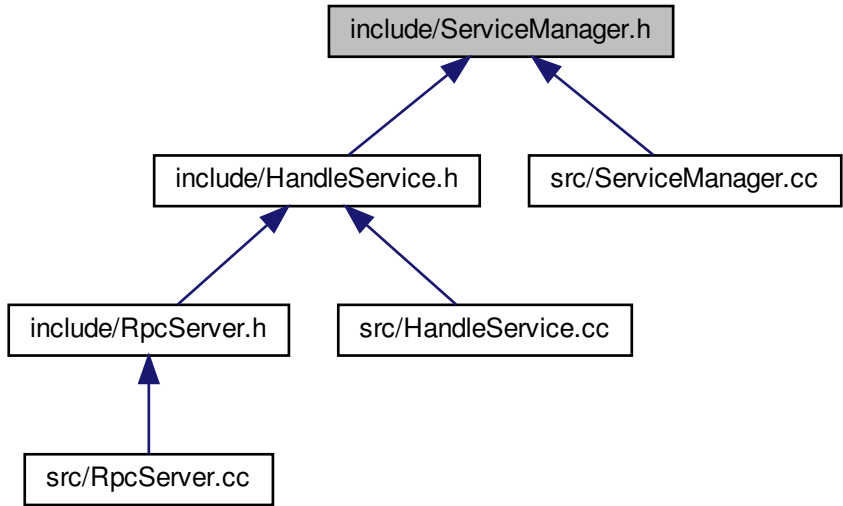 include/ServiceManager.h
include/HandleService.h
src/ServiceManager.cc
include/RpcServer.h
src/HandleService.cc
src/RpcServer.cc